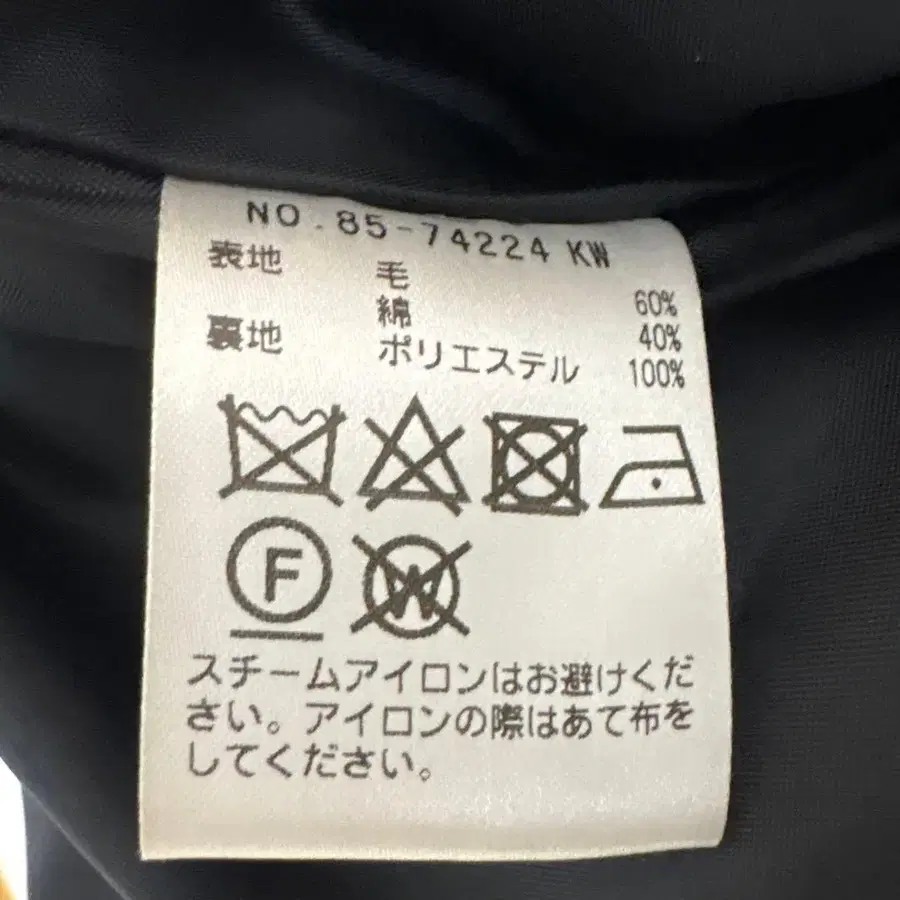 NO.85-74224 KW
表地 毛 60%
綿 40%
裏地 ポリエステル 100%
F W
スチームアイロンはお避けくだ
さい。アイロンの際はあて布を
してください。